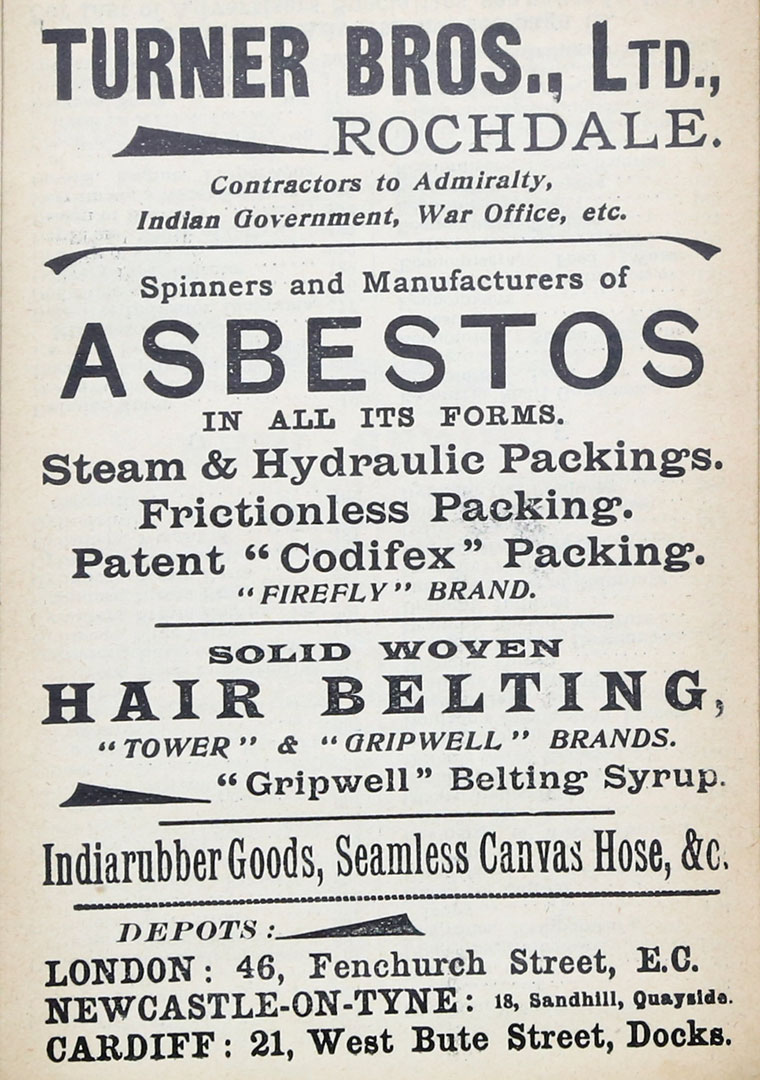 TURNER BROS., LTD.,
ROCHDALE.
Contractors to Admiralty,
Indian Government, War Office, etc.
Spinners and Manufacturers of
ASBESTOS
IN ALL ITS FORMS.
Steam & Hydraulic Packings.
Frictionless Packing.
Patent “Codifex” Packing.
“FIREFLY” BRAND.
SOLID WOVEN
HAIR BELTING,
“TOWER” & “GRIPWELL” BRANDS.
“Gripwell” Belting Syrup.
Indiarubber Goods, Seamless Canvas Hose, &c.
DEPOTS:
LONDON: 46, Fenchurch Street, E.C.
NEWCASTLE-ON-TYNE: 18, Sandhill, Quayside.
CARDIFF: 21, West Bute Street, Docks.